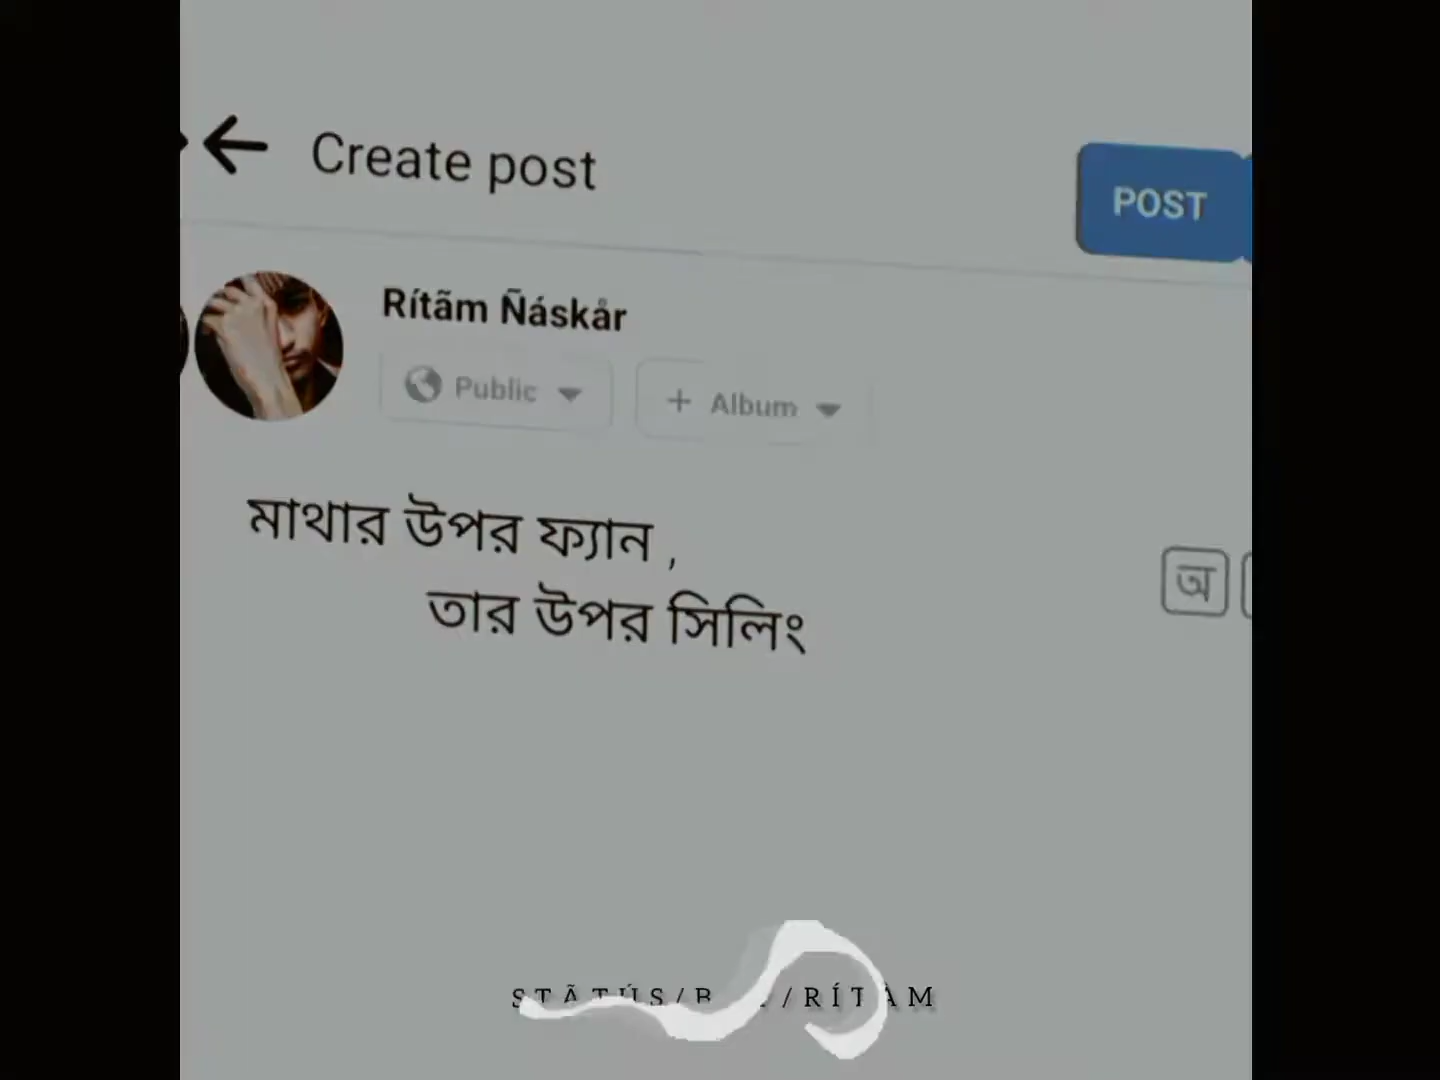 Create post
POST
Rítãm Ñáskår
Public
+ Album
মাথার উপর ফ্যান ,
তার উপর সিলিং
অ